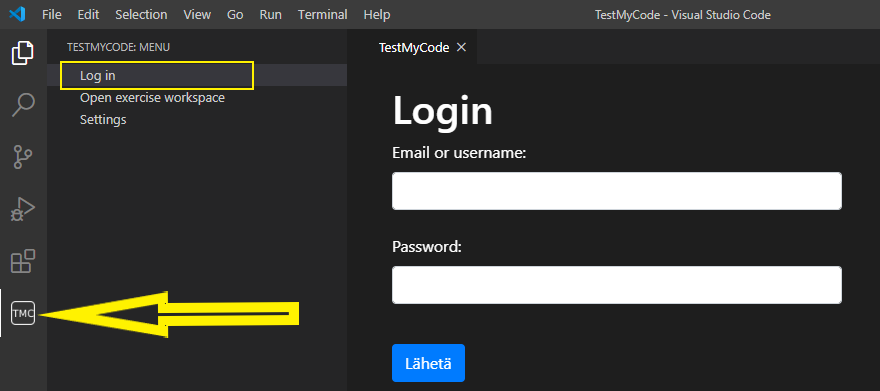 File Edit Selection View Go Run Terminal Help TestMyCode - Visual Studio Code
TESTMYCODE: MENU
Log in
Open exercise workspace
Settings
TMC
TestMyCode ×
Login
Email or username:
Password:
Lähetä